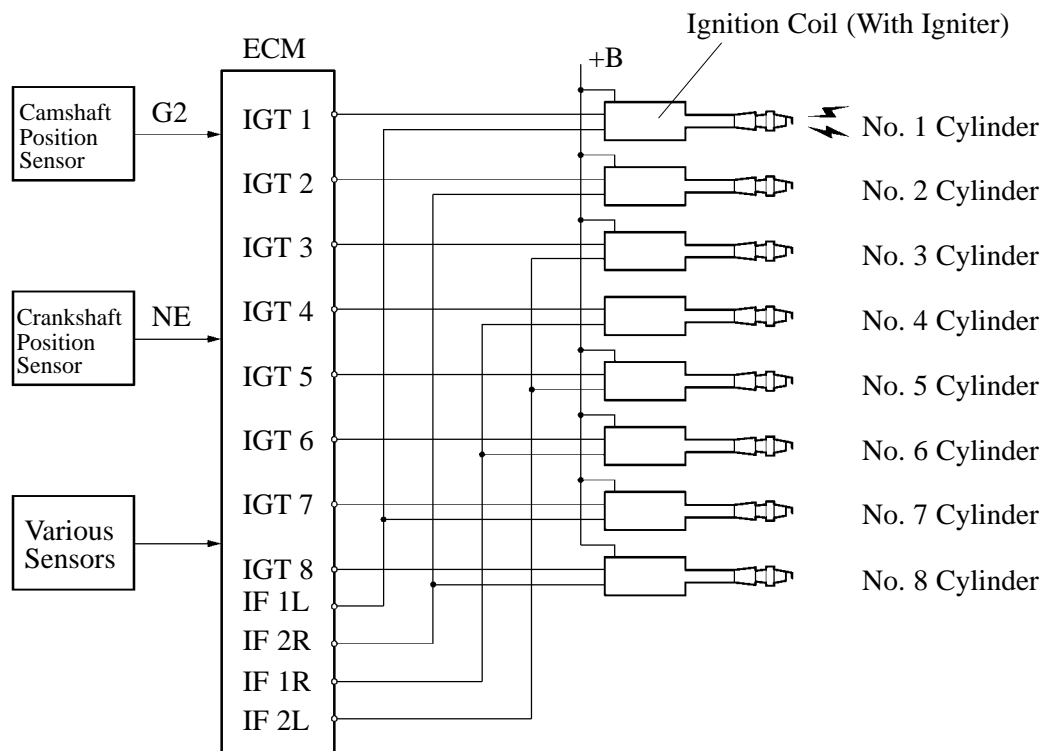 Ignition Coil (With Igniter)
ECM
+B
Camshaft
Position
Sensor
G2
IGT 1
No. 1 Cylinder
IGT 2
No. 2 Cylinder
IGT 3
No. 3 Cylinder
Crankshaft
Position
Sensor
NE
IGT 4
No. 4 Cylinder
IGT 5
No. 5 Cylinder
IGT 6
No. 6 Cylinder
Various
Sensors
IGT 7
No. 7 Cylinder
IGT 8
No. 8 Cylinder
IF 1L
IF 2R
IF 1R
IF 2L